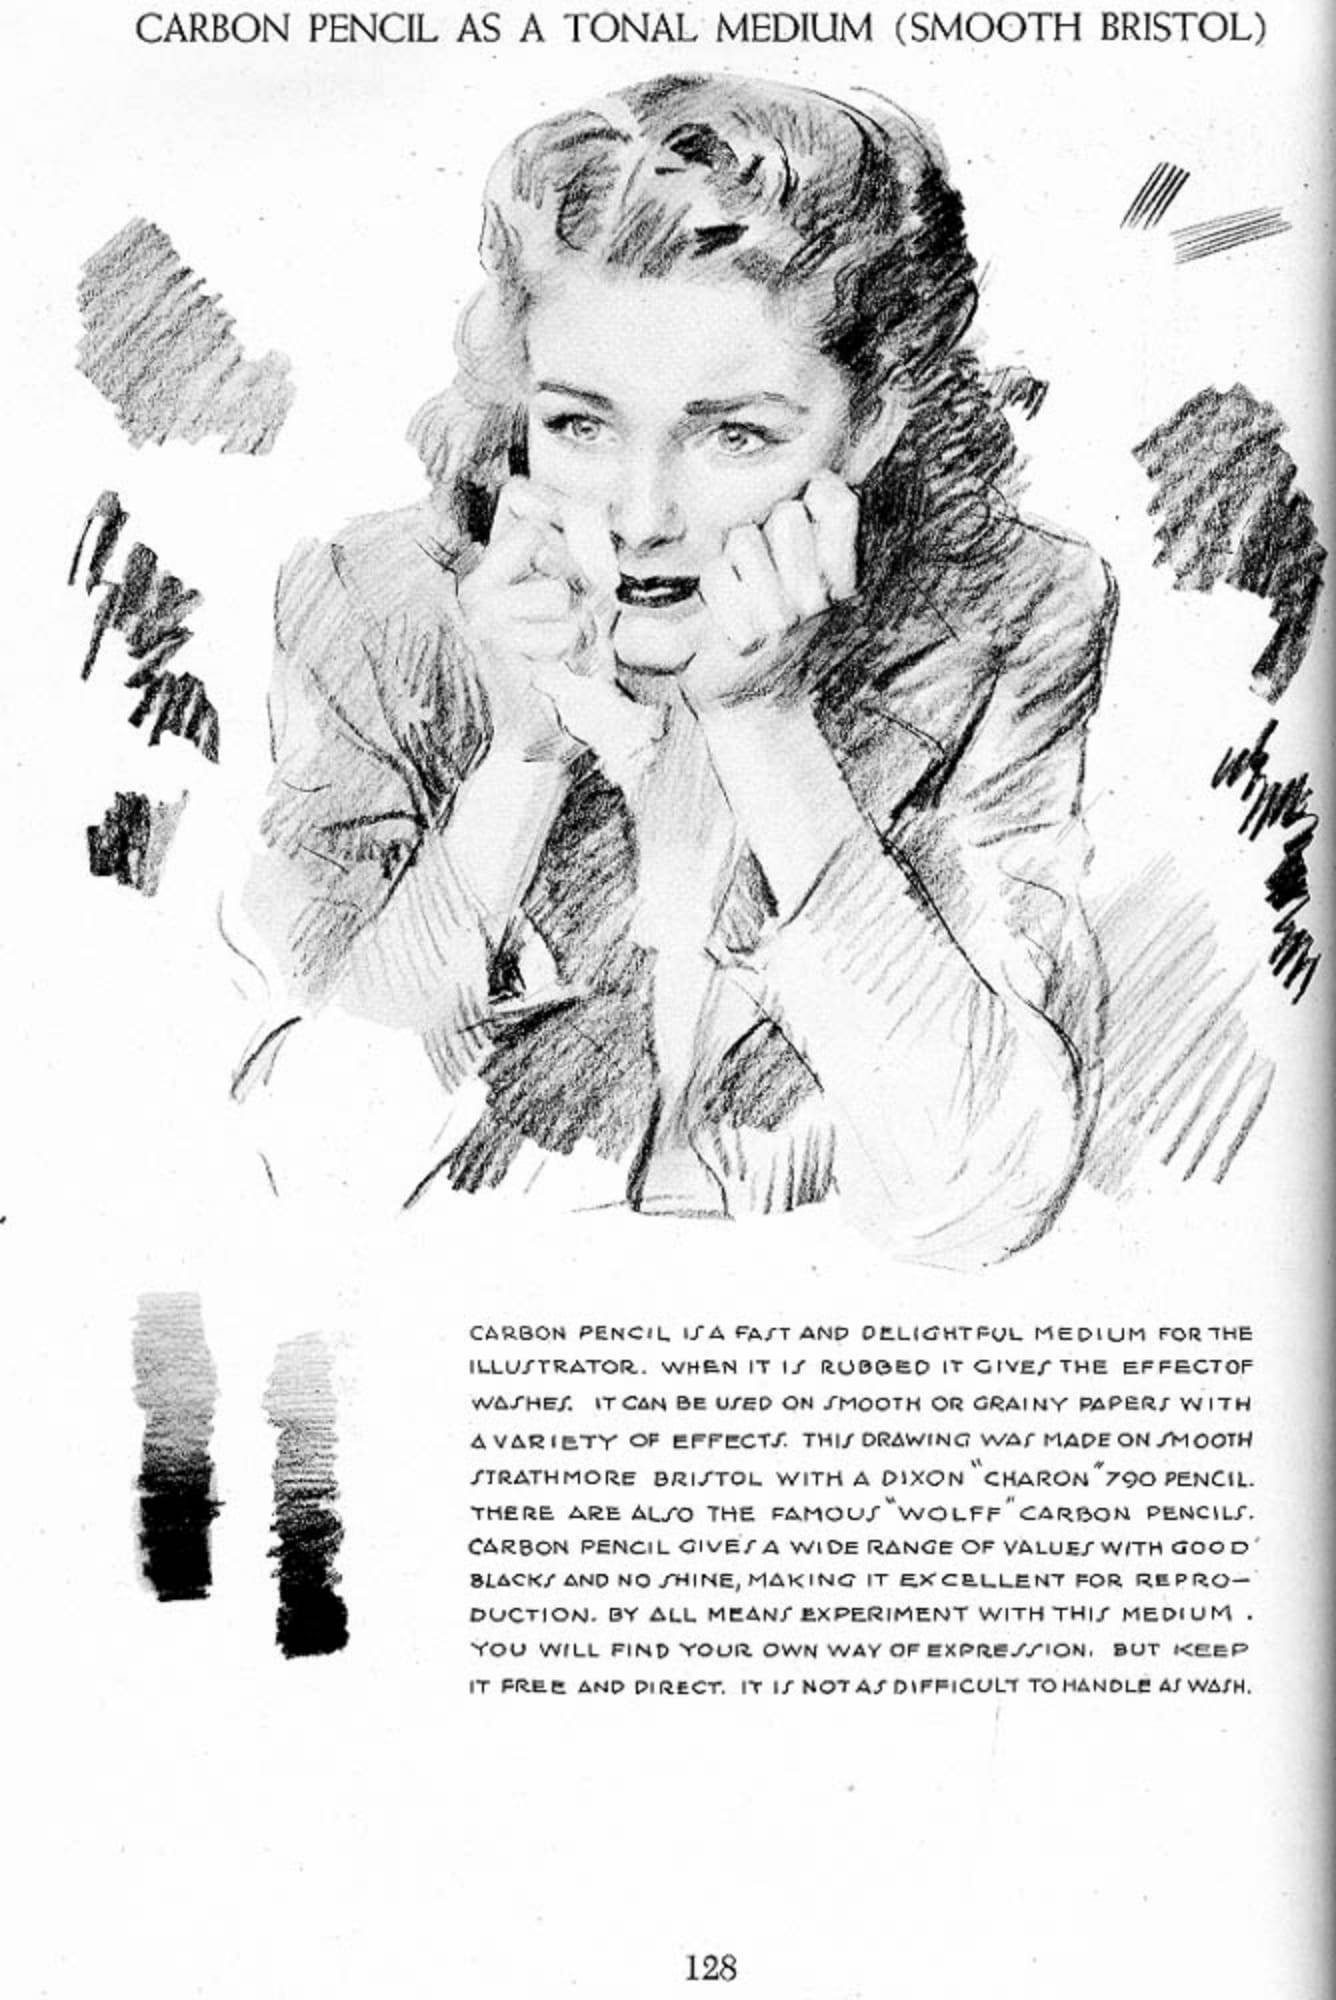 CARBON PENCIL AS A TONAL MEDIUM (SMOOTH BRISTOL)
CARBON PENCIL IS A FAST AND DELIGHTFUL MEDIUM FOR THE
ILLUSTRATOR. WHEN IT IS RUBBED IT GIVES THE EFFECT OF
WASHES. IT CAN BE USED ON SMOOTH OR GRAINY PAPERS WITH
A VARIETY OF EFFECTS. THIS DRAWING WAS MADE ON SMOOTH
STRATHMORE BRISTOL WITH A DIXON "CHARON" 790 PENCIL.
THERE ARE ALSO THE FAMOUS "WOLFF" CARBON PENCILS.
CARBON PENCIL GIVES A WIDE RANGE OF VALUES WITH GOOD
BLACKS AND NO SHINE, MAKING IT EXCELLENT FOR REPRO-
DUCTION. BY ALL MEANS EXPERIMENT WITH THIS MEDIUM.
YOU WILL FIND YOUR OWN WAY OF EXPRESSION. BUT KEEP
IT FREE AND DIRECT. IT IS NOT AS DIFFICULT TO HANDLE AS WASH.
128